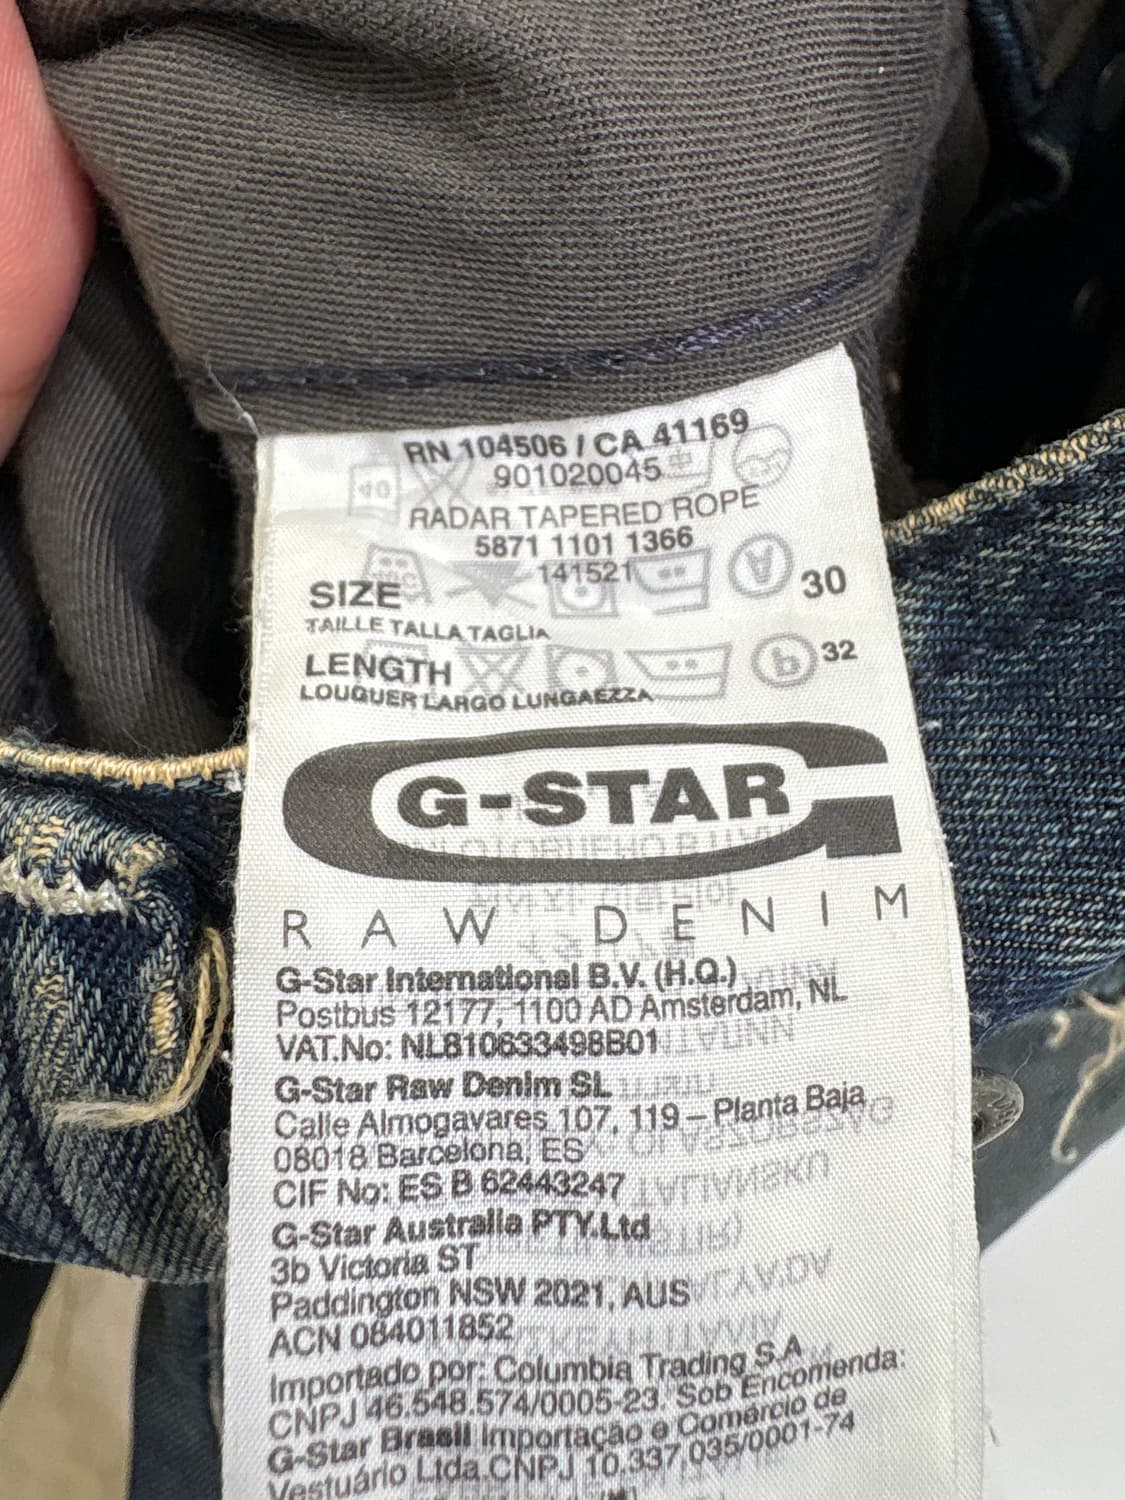 RN 104506 / CA 41169
901020045
RADAR TAPERED ROPE
5871 1101 1366
141521
SIZE 30
TAILLE TALLA TAGLIA
LENGTH 32
LOUGUER LARGO LUNGAEZZA
G-STAR
RAW DENIM
G-Star International B.V. (H.Q.)
Postbus 12177, 1100 AD Amsterdam, NL
VAT.No: NL810633498B01
G-Star Raw Denim SL
Calle Almogavares 107, 119 – Planta Baja
08018 Barcelona, ES
CIF No: ES B 62443247
G-Star Australia PTY.Ltd
3b Victoria ST
Paddington NSW 2021, AUS
ACN 084011852
Importado por: Columbia Trading S.A
CNPJ 46.548.574/0005-23. Sob Encomenda:
G-Star Brasil Importação e Comércio de
Vestuário Ltda.CNPJ 10.337.035/0001-74